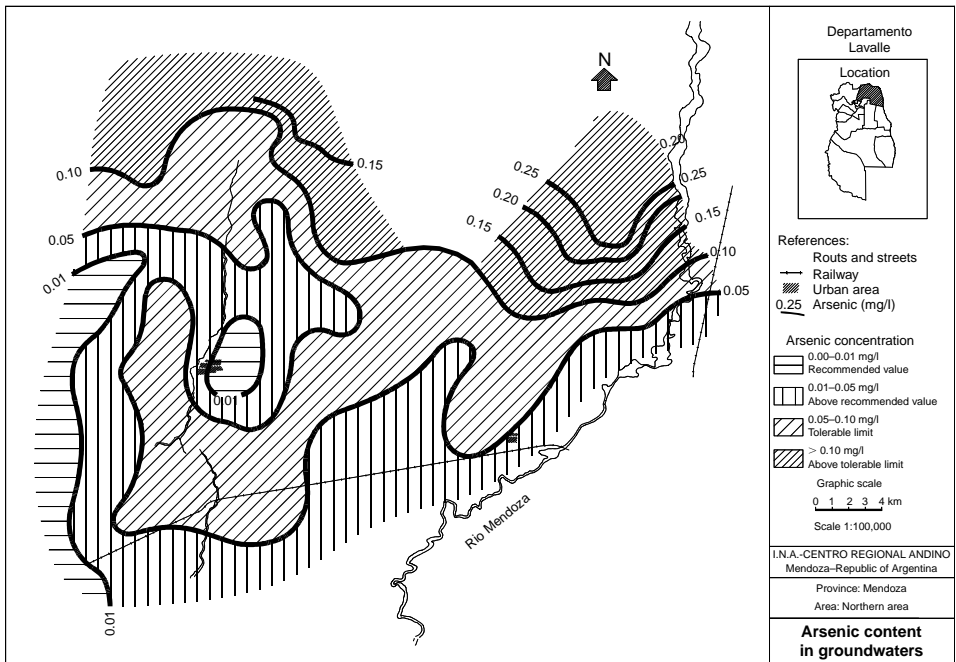 N
0.10
0.15
0.05
0.01
0.01
0.01
0.25
0.20
0.15
0.20
0.25
0.15
0.10
0.05
Rio Mendoza
Departamento
Lavalle
Location
References:
Routs and streets
Railway
Urban area
0.25 Arsenic (mg/l)
Arsenic concentration
0.00–0.01 mg/l
Recommended value
0.01–0.05 mg/l
Above recommended value
0.05–0.10 mg/l
Tolerable limit
> 0.10 mg/l
Above tolerable limit
Graphic scale
0 1 2 3 4 km
Scale 1:100,000
I.N.A.-CENTRO REGIONAL ANDINO
Mendoza–Republic of Argentina
Province: Mendoza
Area: Northern area
Arsenic content
in groundwaters